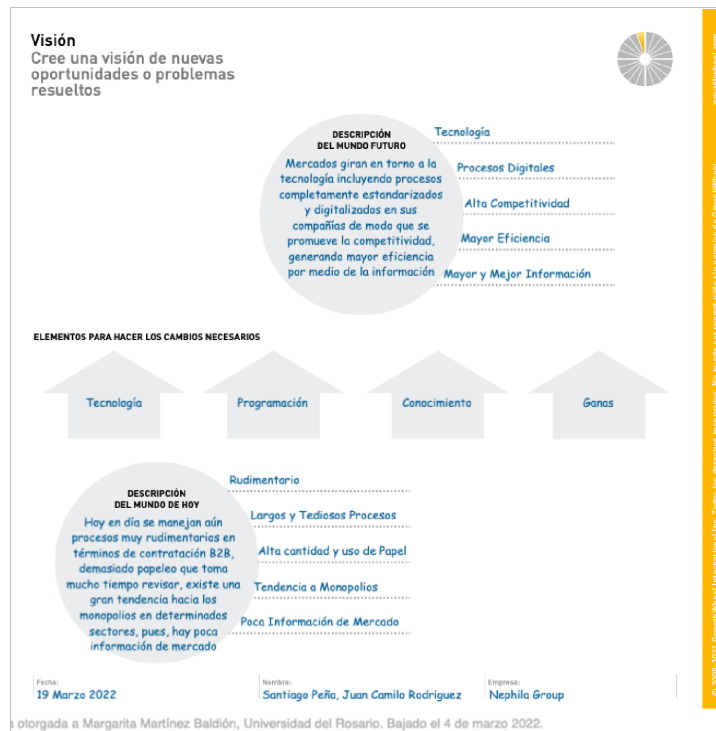 Visión
Cree una visión de nuevas
oportunidades o problemas
resueltos
DESCRIPCIÓN
DEL MUNDO FUTURO
Mercados giran en torno a la
tecnología incluyendo procesos
completamente estandarizados
y digitalizados en sus
compañías de modo que se
promueve la competitividad,
generando mayor eficiencia
por medio de la información
Tecnología
Procesos Digitales
Alta Competitividad
Mayor Eficiencia
Mayor y Mejor Información
ELEMENTOS PARA HACER LOS CAMBIOS NECESARIOS
Tecnología
Programación
Conocimiento
Ganas
DESCRIPCIÓN
DEL MUNDO DE HOY
Hoy en día se manejan aún
procesos muy rudimentarios en
términos de contratación B2B,
demasiado papeleo que toma
mucho tiempo revisar, existe una
gran tendencia hacia los
monopolios en determinados
sectores, pues, hay poca
información de mercado
Rudimentario
Largos y Tediosos Procesos
Alta cantidad y uso de Papel
Tendencia a Monopolios
Poca Información de Mercado
Fecha:
19 Marzo 2022
Nombre:
Santiago Peña, Juan Camilo Rodriguez
Empresa:
Nephila Group
otorgada a Margarita Martínez Baldión, Universidad del Rosario. Bajado el 4 de marzo 2022.